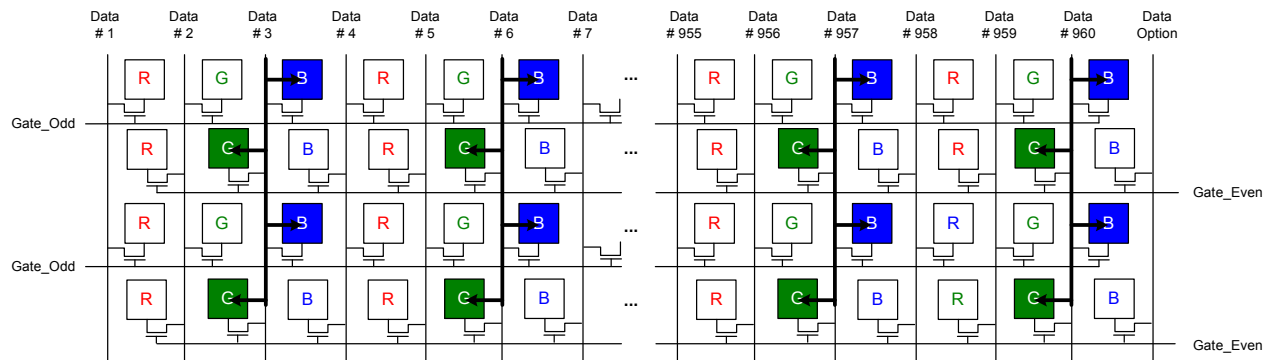 Data Data Data Data Data Data Data Data Data Data Data Data Data Data
# 1 # 2 # 3 # 4 # 5 # 6 # 7 # 955 # 956 # 957 # 958 # 959 # 960 Option
R G B R G B ... R G B R G B
Gate_Odd
R G B R G B ... R G B R G B
Gate_Even
R G B R G B ... R G B R G B
Gate_Odd
R G B R G B ... R G B R G B
Gate_Even